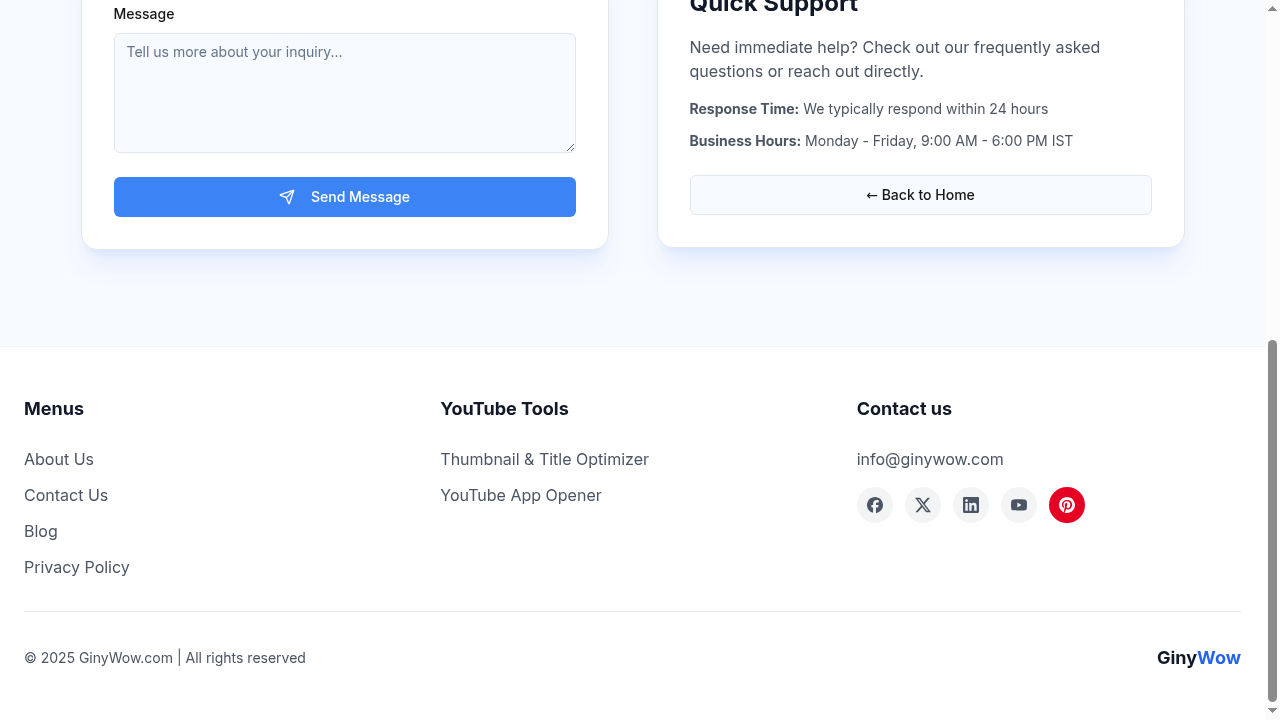 Message
Tell us more about your inquiry...
Send Message
Quick Support
Need immediate help? Check out our frequently asked
questions or reach out directly.
Response Time: We typically respond within 24 hours
Business Hours: Monday - Friday, 9:00 AM - 6:00 PM IST
← Back to Home
Menus
About Us
Contact Us
Blog
Privacy Policy
YouTube Tools
Thumbnail & Title Optimizer
YouTube App Opener
Contact us
info@ginywow.com
© 2025 GinyWow.com | All rights reserved
GinyWow